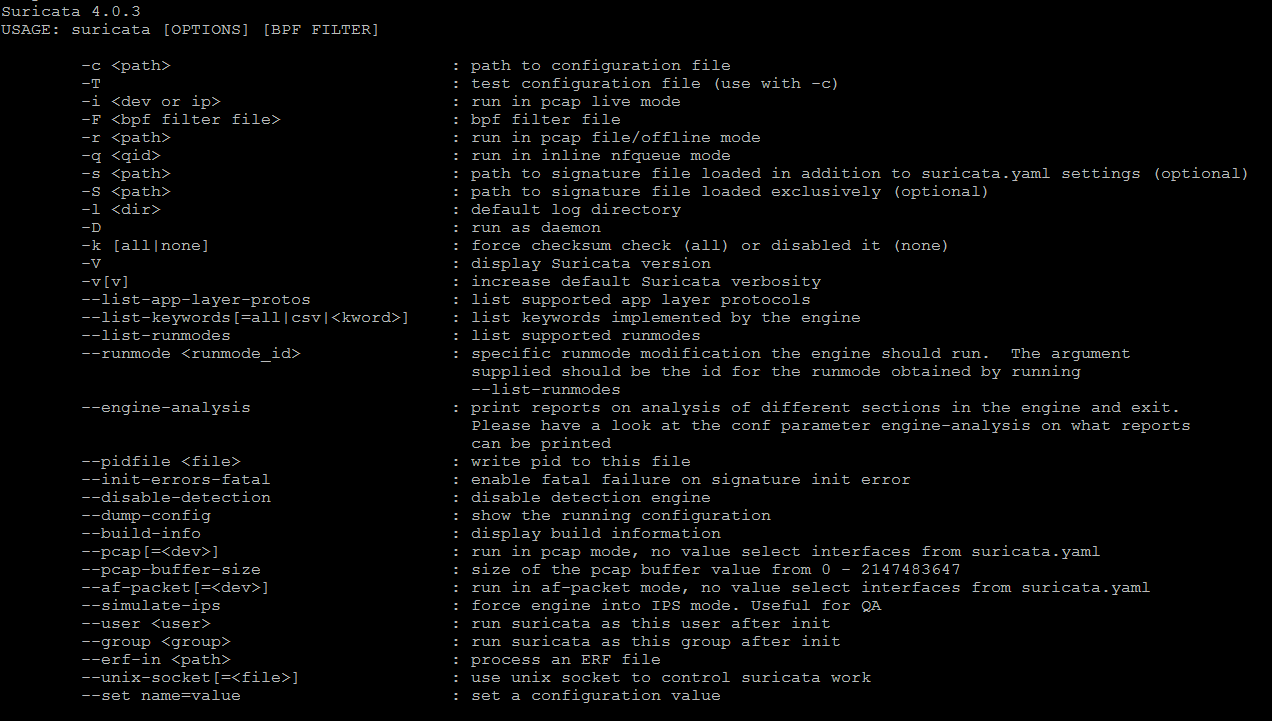 Suricata 4.0.3
USAGE: suricata [OPTIONS] [BPF FILTER]
-c <path> : path to configuration file
-T : test configuration file (use with -c)
-i <dev or ip> : run in pcap live mode
-F <bpf filter file> : bpf filter file
-r <path> : run in pcap file/offline mode
-q <qid> : run in inline nfqueue mode
-s <path> : path to signature file loaded in addition to suricata.yaml settings (optional)
-S <path> : path to signature file loaded exclusively (optional)
-l <dir> : default log directory
-D : run as daemon
-k [all|none] : force checksum check (all) or disabled it (none)
-V : display Suricata version
-v[v] : increase default Suricata verbosity
--list-app-layer-protos : list supported app layer protocols
--list-keywords[=all|csv|<kword>] : list keywords implemented by the engine
--list-runmodes : list supported runmodes
--runmode <runmode_id> : specific runmode modification the engine should run.  The argument
supplied should be the id for the runmode obtained by running
--list-runmodes
--engine-analysis : print reports on analysis of different sections in the engine and exit.
Please have a look at the conf parameter engine-analysis on what reports
can be printed
--pidfile <file> : write pid to this file
--init-errors-fatal : enable fatal failure on signature init error
--disable-detection : disable detection engine
--dump-config : show the running configuration
--build-info : display build information
--pcap[=<dev>] : run in pcap mode, no value select interfaces from suricata.yaml
--pcap-buffer-size : size of the pcap buffer value from 0 - 2147483647
--af-packet[=<dev>] : run in af-packet mode, no value select interfaces from suricata.yaml
--simulate-ips : force engine into IPS mode. Useful for QA
--user <user> : run suricata as this user after init
--group <group> : run suricata as this group after init
--erf-in <path> : process an ERF file
--unix-socket[=<file>] : use unix socket to control suricata work
--set name=value : set a configuration value